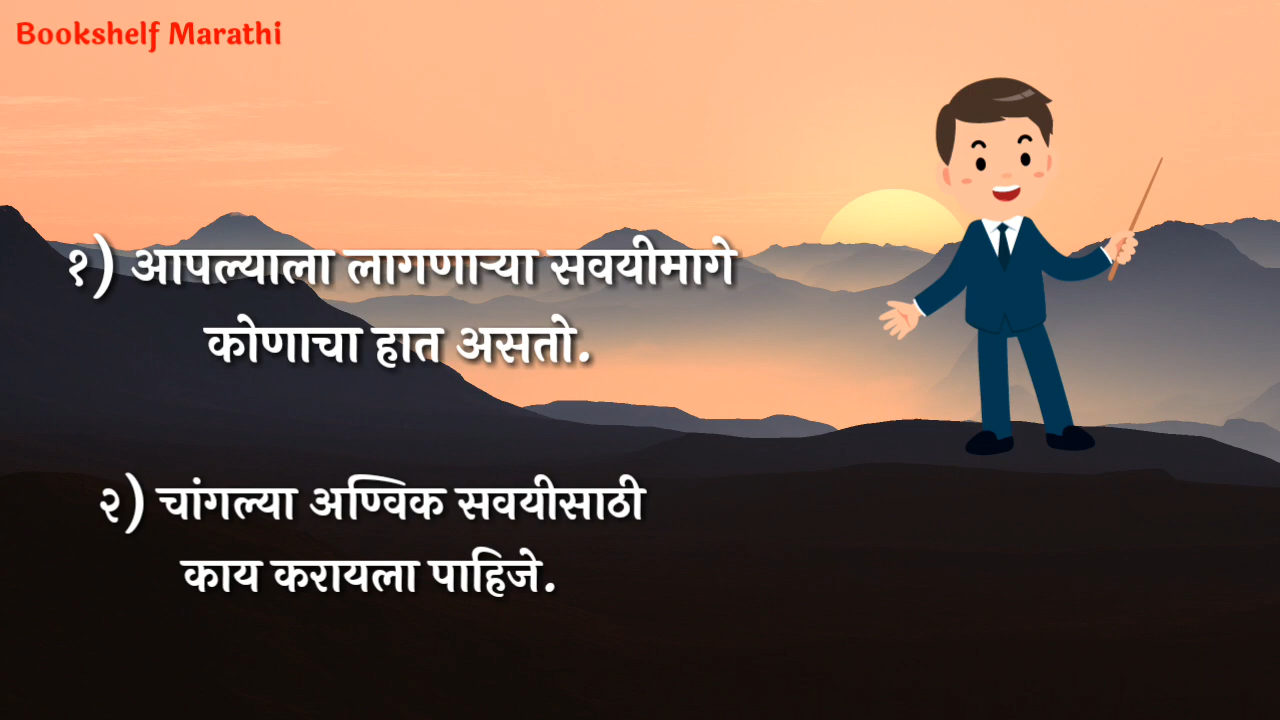 Bookshelf Marathi
१) आपल्याला लागणाऱ्या सवयीमागे
कोणाचा हात असतो.
२) चांगल्या अण्विक सवयीसाठी
काय करायला पाहिजे.